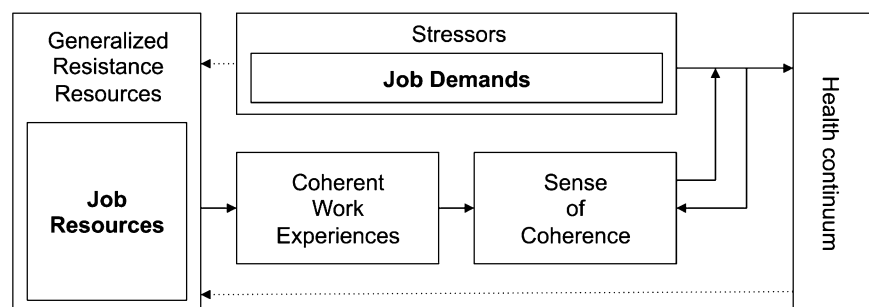 Generalized
Resistance
Resources
Job
Resources
Stressors
Job Demands
Coherent
Work
Experiences
Sense
of
Coherence
Health continuum